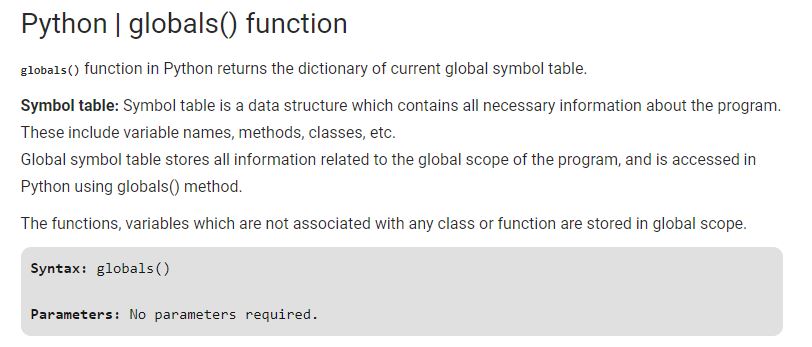 Python | globals() function
globals() function in Python returns the dictionary of current global symbol table.
Symbol table: Symbol table is a data structure which contains all necessary information about the program.
These include variable names, methods, classes, etc.
Global symbol table stores all information related to the global scope of the program, and is accessed in
Python using globals() method.
The functions, variables which are not associated with any class or function are stored in global scope.
Syntax: globals()
Parameters: No parameters required.